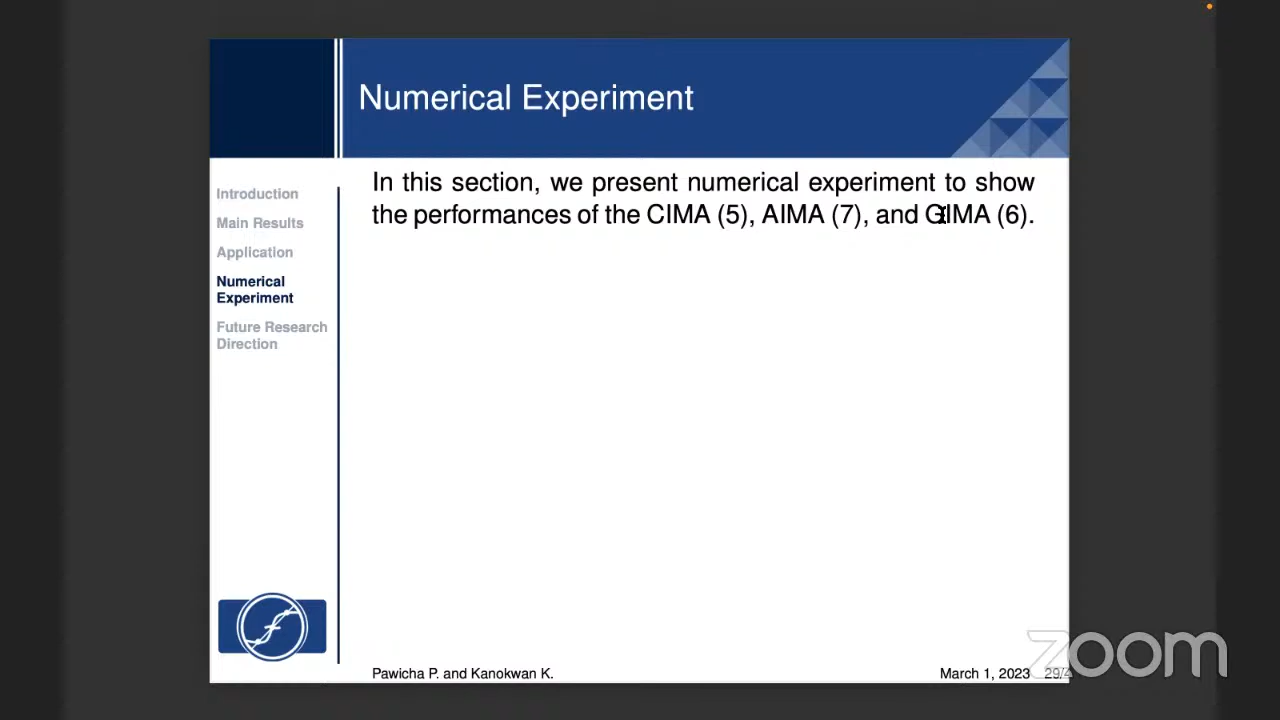 Numerical Experiment
Introduction
Main Results
Application
Numerical
Experiment
Future Research
Direction
In this section, we present numerical experiment to show
the performances of the CIMA (5), AIMA (7), and GIMA (6).
Pawicha P. and Kanokwan K.
March 1, 2023
zoom